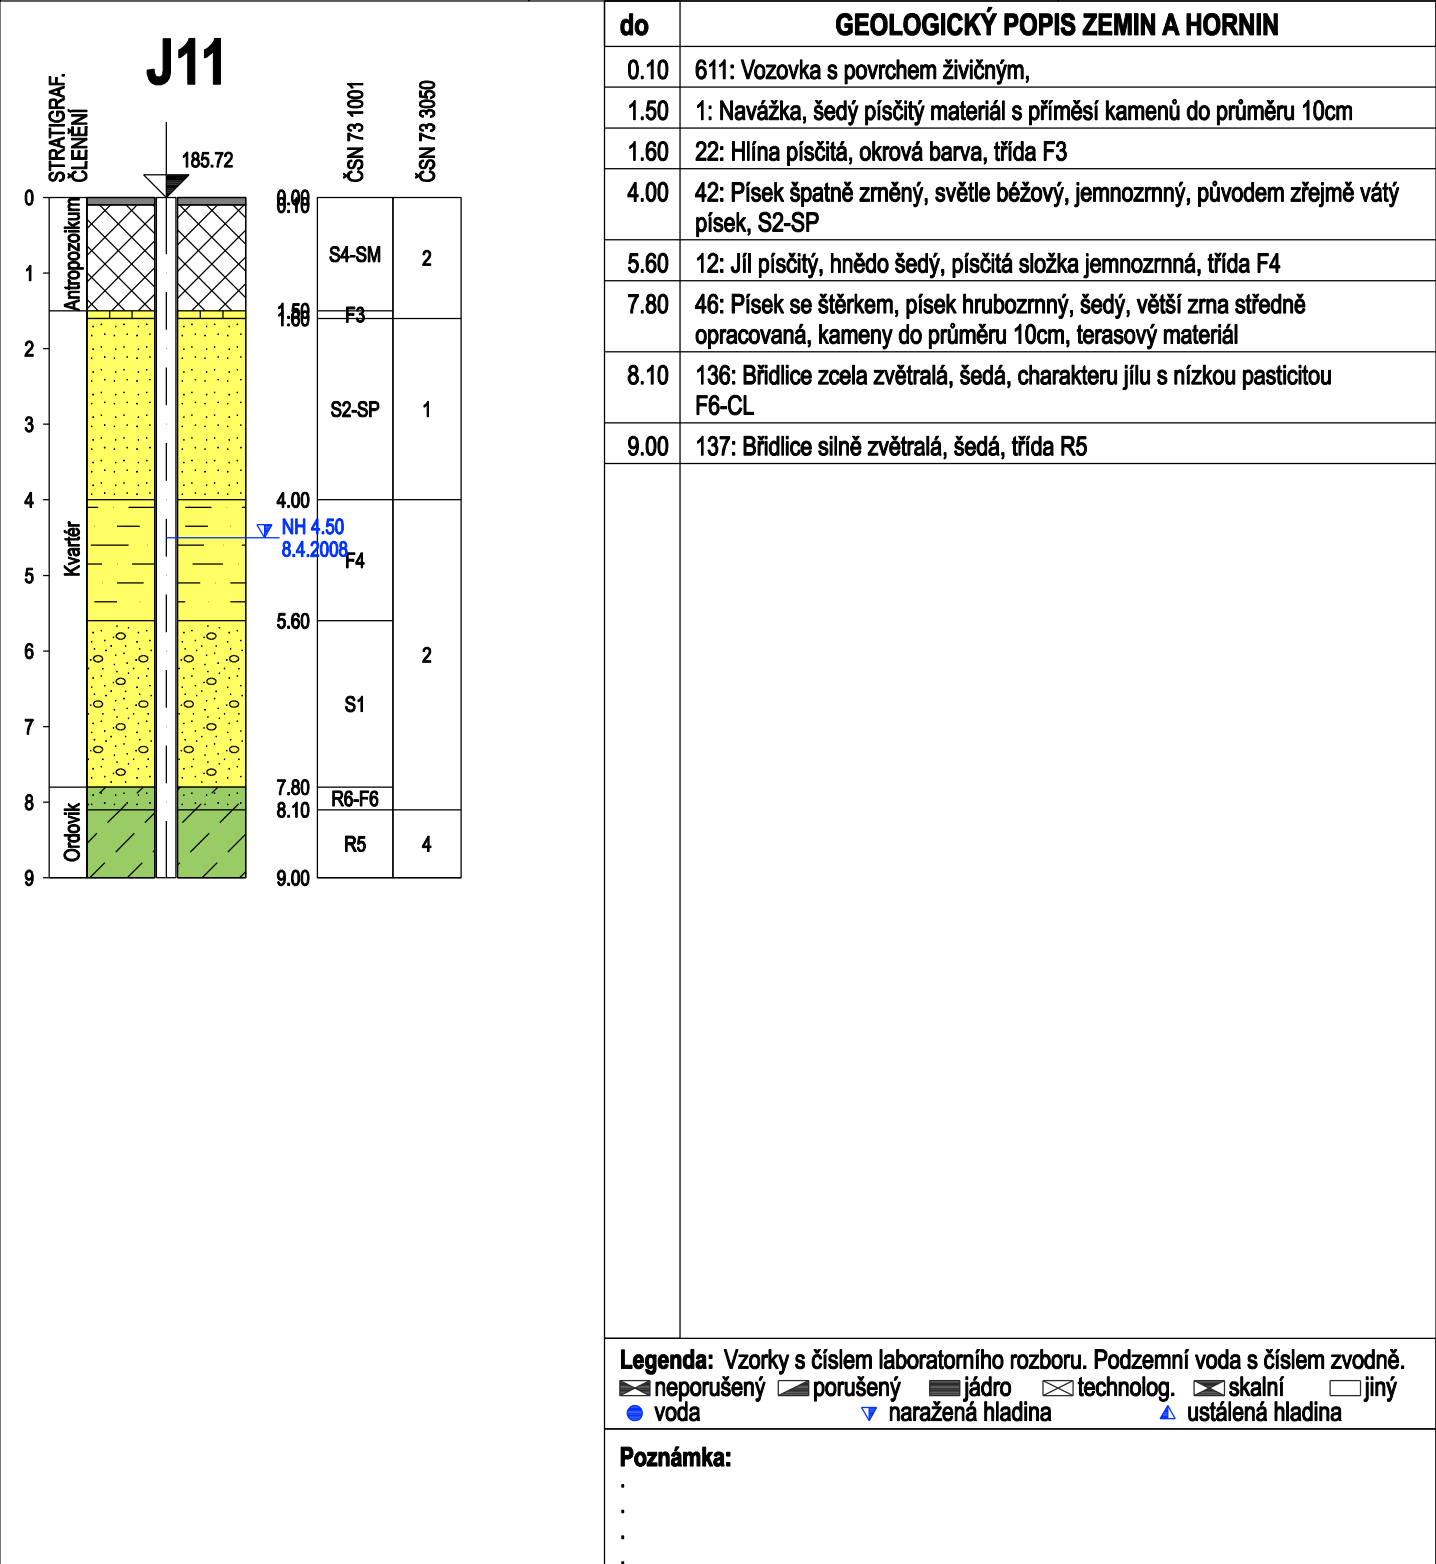 J11
STRATIGRAF.
ČLENĚNÍ
185.72
ČSN 73 1001
ČSN 73 3050
0
1
2
3
4
5
6
7
8
9
Antropozoikum
Kvartér
Ordovik
0.00
0.10
1.50
1.60
4.00
NH 4.50
8.4.2008
5.60
7.80
8.10
9.00
S4-SM
F3
S2-SP
F4
S1
R6-F6
R5
2
1
2
4
do GEOLOGICKÝ POPIS ZEMIN A HORNIN
0.10 611: Vozovka s povrchem živičným,
1.50 1: Navážka, šedý písčitý materiál s příměsí kamenů do průměru 10cm
1.60 22: Hlína písčitá, okrová barva, třída F3
4.00 42: Písek špatně zrněný, světle béžový, jemnozrnný, původem zřejmě vátý
písek, S2-SP
5.60 12: Jíl písčitý, hnědo šedý, písčitá složka jemnozrnná, třída F4
7.80 46: Písek se štěrkem, písek hrubozrnný, šedý, větší zrna středně
opracovaná, kameny do průměru 10cm, terasový materiál
8.10 136: Břidlice zcela zvětralá, šedá, charakteru jílu s nízkou pasticitou
F6-CL
9.00 137: Břidlice silně zvětralá, šedá, třída R5
Legenda: Vzorky s číslem laboratorního rozboru. Podzemní voda s číslem zvodně.
neporušený porušený jádro technolog. skalní jiný
voda naražená hladina ustálená hladina
Poznámka:
.
.
.
.